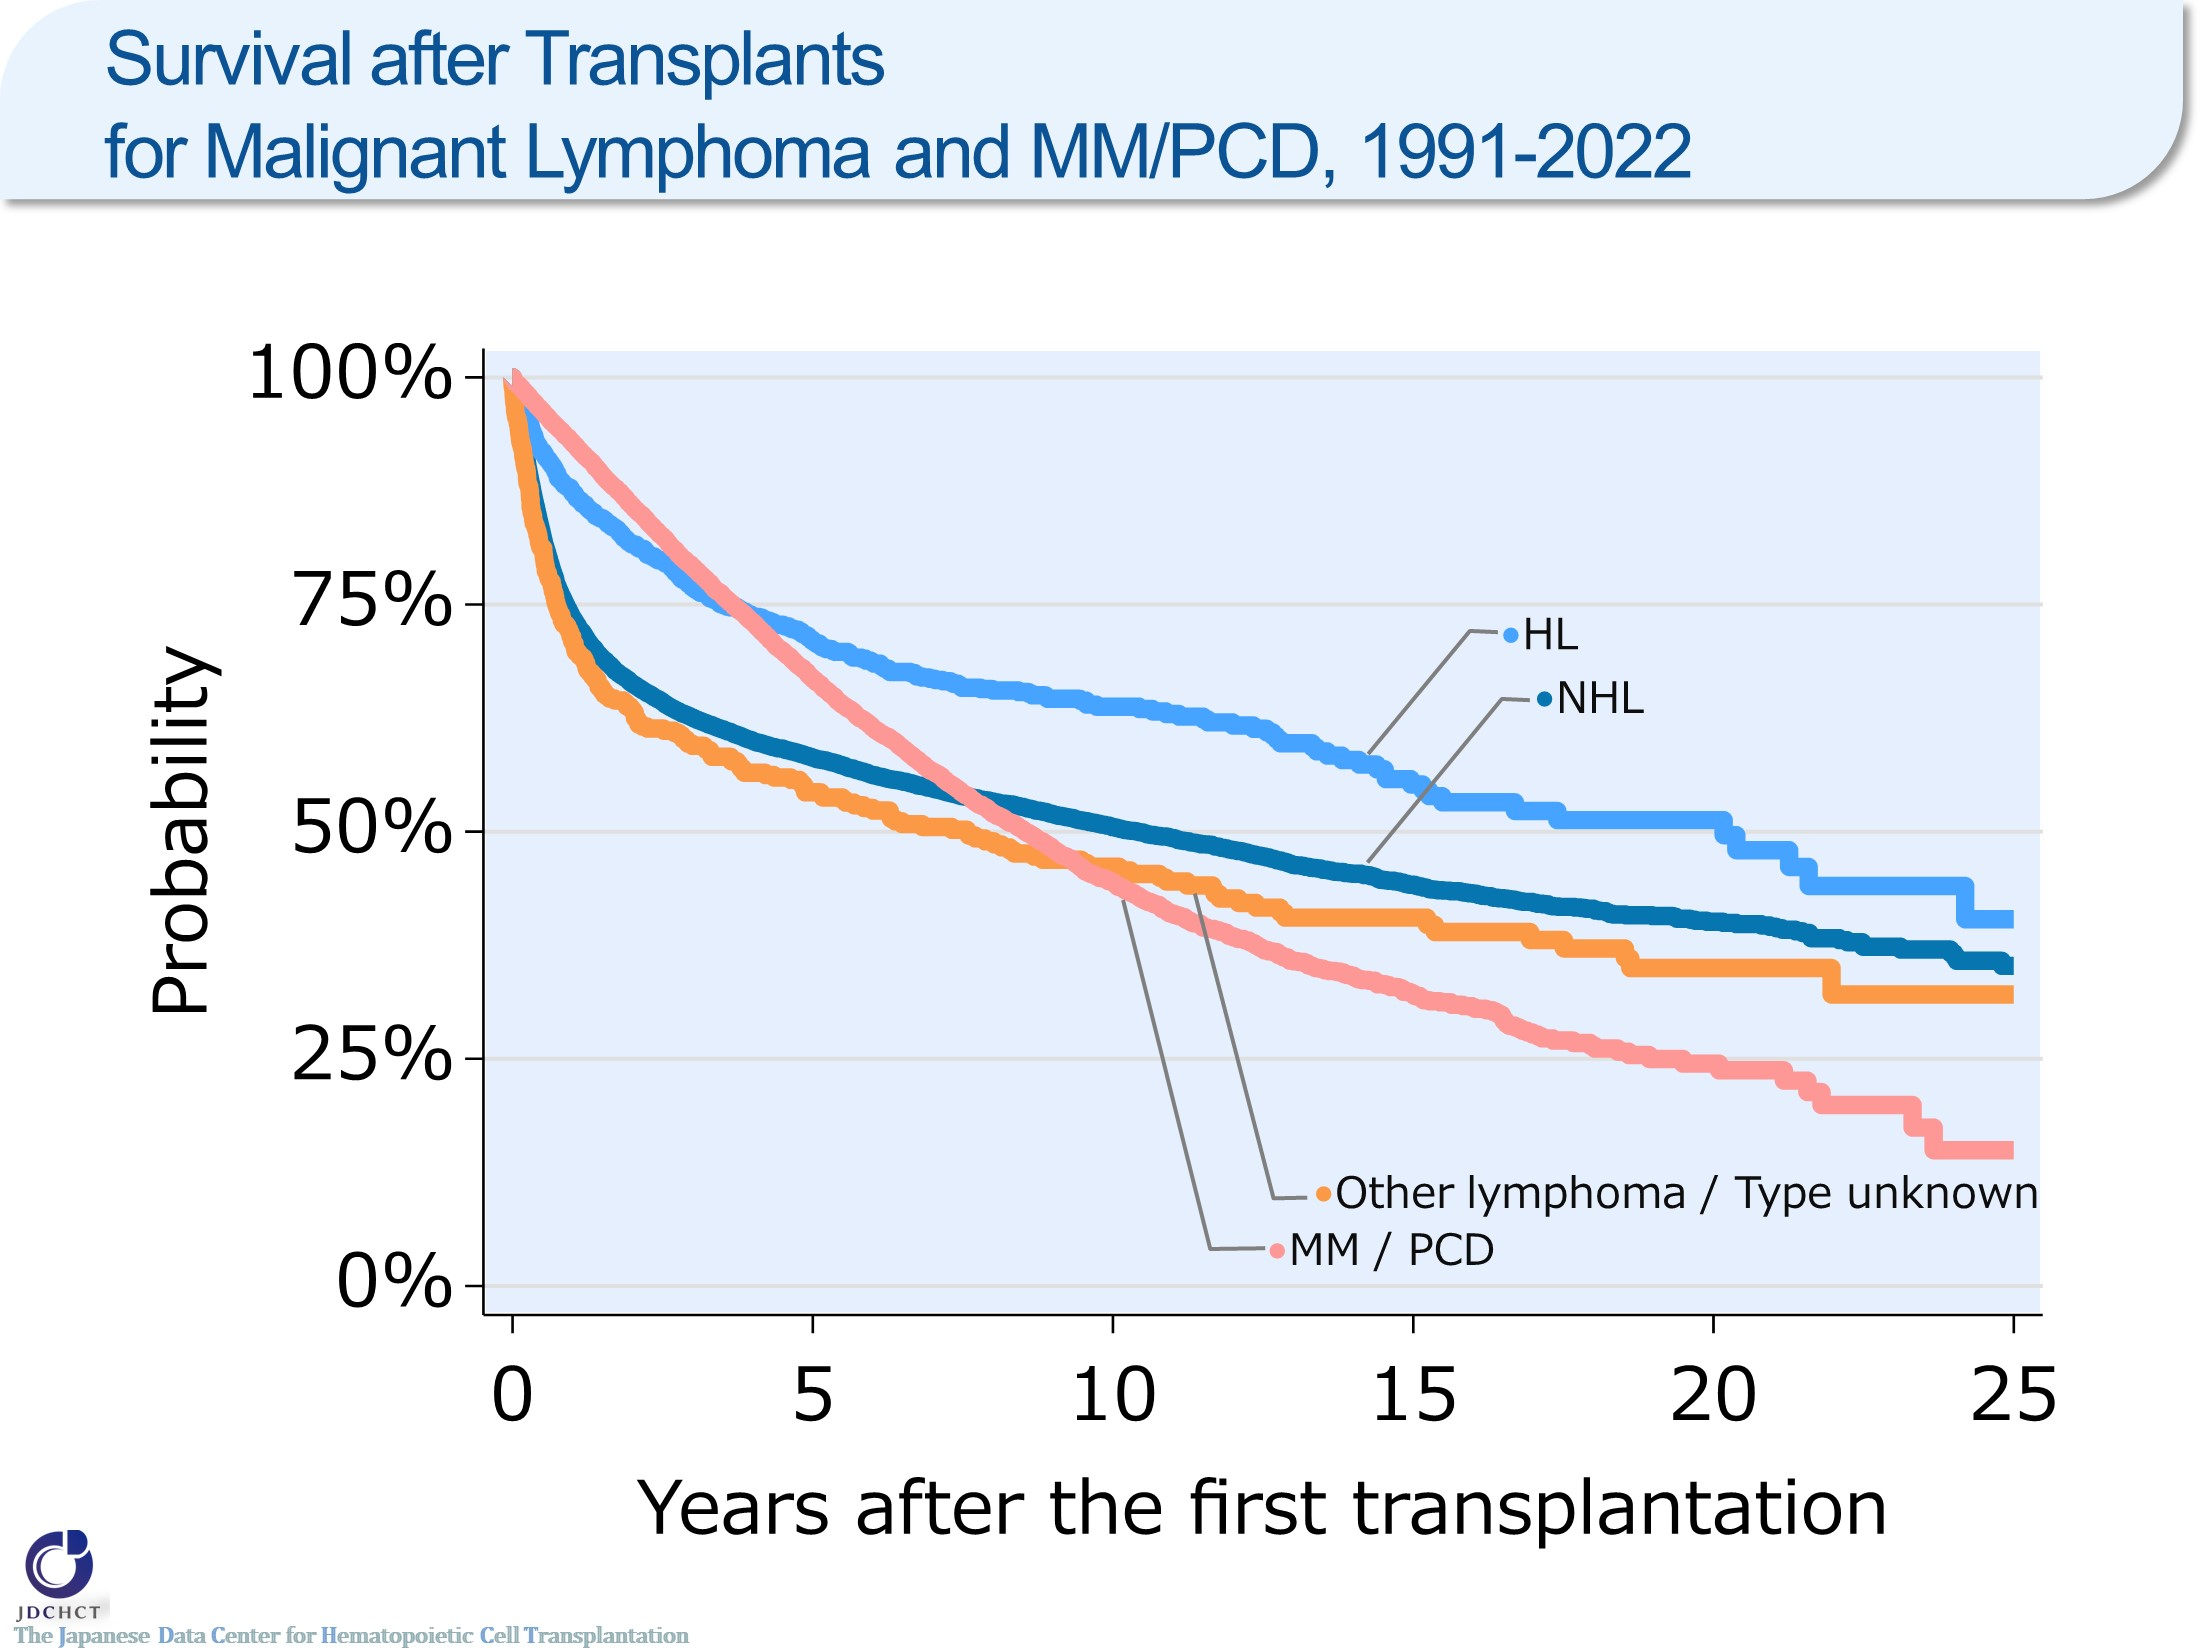 Survival after Transplants
for Malignant Lymphoma and MM/PCD, 1991-2022
100%
75%
50%
25%
0%
Probability
HL
NHL
Other lymphoma / Type unknown
MM / PCD
0 5 10 15 20 25
Years after the first transplantation
JDCHCT
The Japanese Data Center for Hematopoietic Cell Transplantation